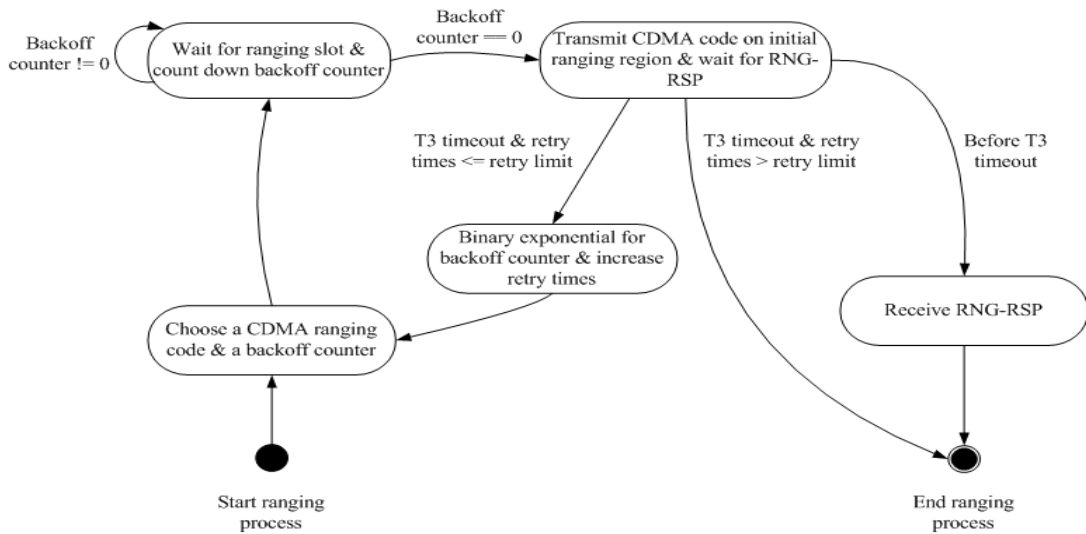 Backoff
counter != 0
Wait for ranging slot &
count down backoff counter
Backoff
counter == 0
Transmit CDMA code on initial
ranging region & wait for RNG-
RSP
T3 timeout & retry
times <= retry limit
T3 timeout & retry
times > retry limit
Before T3
timeout
Binary exponential for
backoff counter & increase
retry times
Receive RNG-RSP
Choose a CDMA ranging
code & a backoff counter
Start ranging
process
End ranging
process